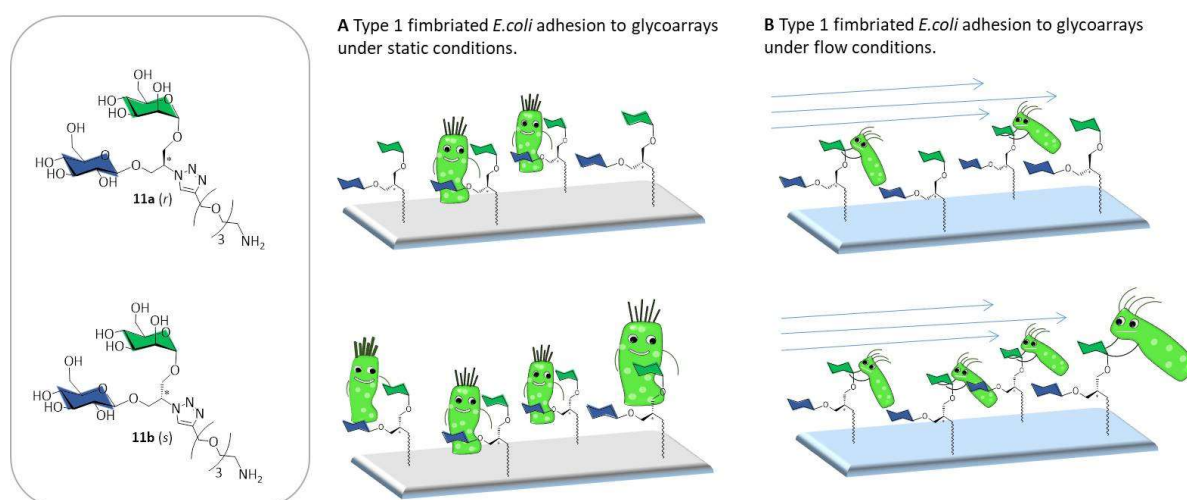 A Type 1 fimbriated E.coli adhesion to glycoarrays
under static conditions.
B Type 1 fimbriated E.coli adhesion to glycoarrays
under flow conditions.
OH
OH
HO
O
HO
OH
O
HO
O
HO
HO
OH
O
*
N
N
N
11a (r)
O
3
NH2
OH
OH
HO
O
HO
OH
O
HO
O
HO
HO
OH
O
*
N
N
N
11b (s)
O
3
NH2